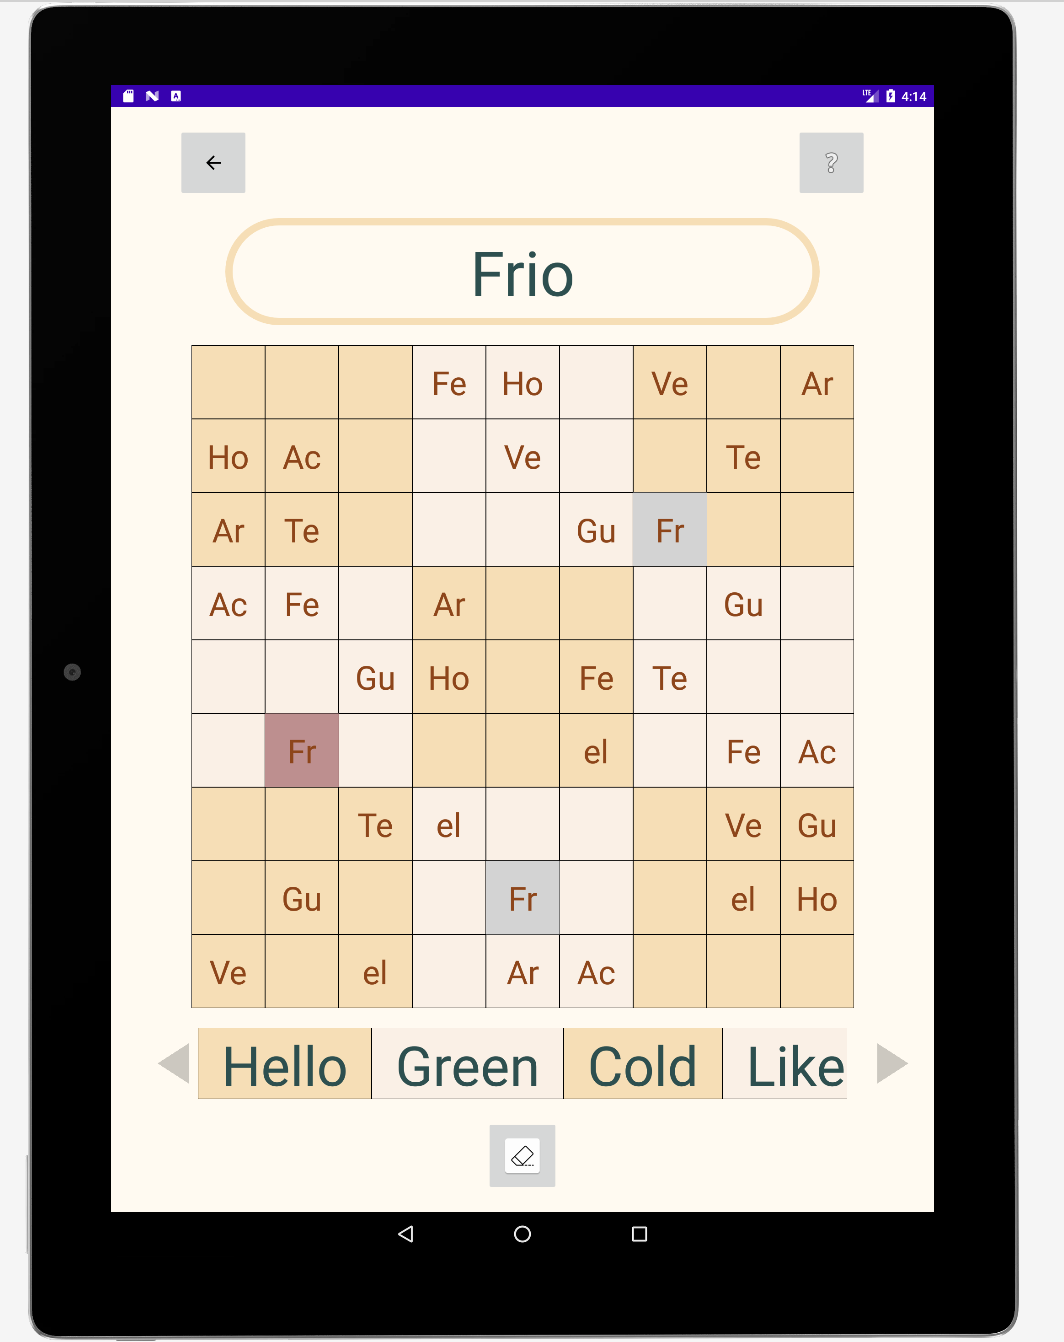 LTE 4:14
?
Frio
Fe Ho Ve Ar
Ho Ac Ve Te
Ar Te Gu Fr
Ac Fe Ar Gu
Gu Ho Fe Te
Fr el Fe Ac
Te el Ve Gu
Gu Fr el Ho
Ve el Ar Ac
Hello Green Cold Like